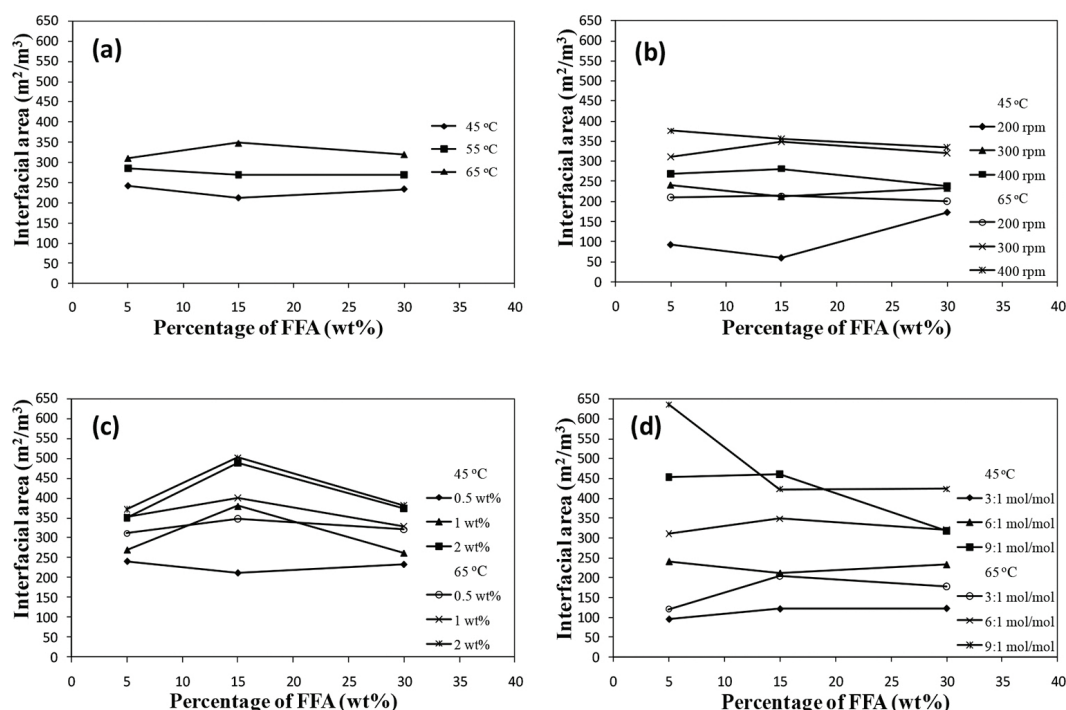 (a)
Interfacial area (m²/m³)
650
600
550
500
450
400
350
300
250
200
150
100
50
0
0 5 10 15 20 25 30 35 40
Percentage of FFA (wt%)
45 ºC
55 ºC
65 ºC
(b)
Interfacial area (m²/m³)
650
600
550
500
450
400
350
300
250
200
150
100
50
0
0 5 10 15 20 25 30 35 40
Percentage of FFA (wt%)
45 ºC
200 rpm
300 rpm
400 rpm
65 ºC
200 rpm
300 rpm
400 rpm
(c)
Interfacial area (m²/m³)
650
600
550
500
450
400
350
300
250
200
150
100
50
0
0 5 10 15 20 25 30 35 40
Percentage of FFA (wt%)
45 ºC
0.5 wt%
1 wt%
2 wt%
65 ºC
0.5 wt%
1 wt%
2 wt%
(d)
Interfacial area (m²/m³)
650
600
550
500
450
400
350
300
250
200
150
100
50
0
0 5 10 15 20 25 30 35 40
Percentage of FFA (wt%)
45 ºC
3:1 mol/mol
6:1 mol/mol
9:1 mol/mol
65 ºC
3:1 mol/mol
6:1 mol/mol
9:1 mol/mol